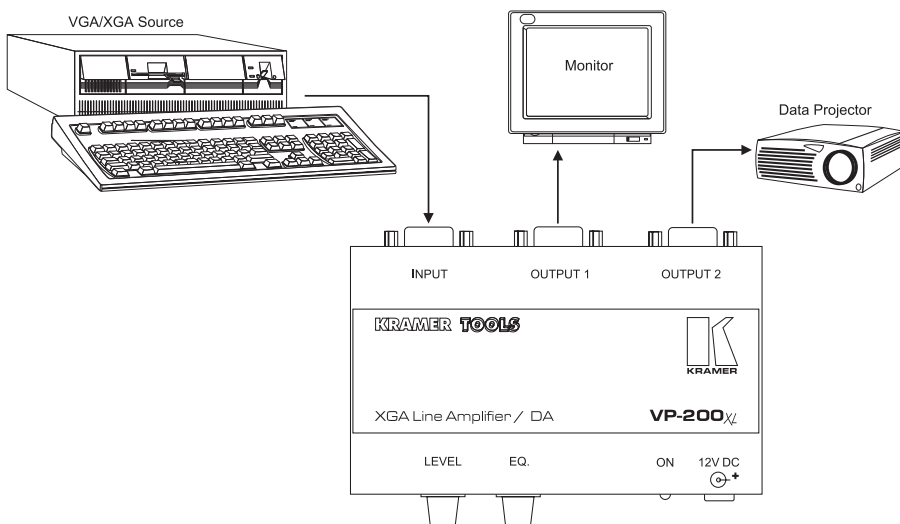 VGA/XGA Source
Monitor
Data Projector
INPUT
OUTPUT 1
OUTPUT 2
KRAMER TOOLS
K
KRAMER
XGA Line Amplifier / DA
VP-200XL
LEVEL
EQ.
ON
12V DC
+